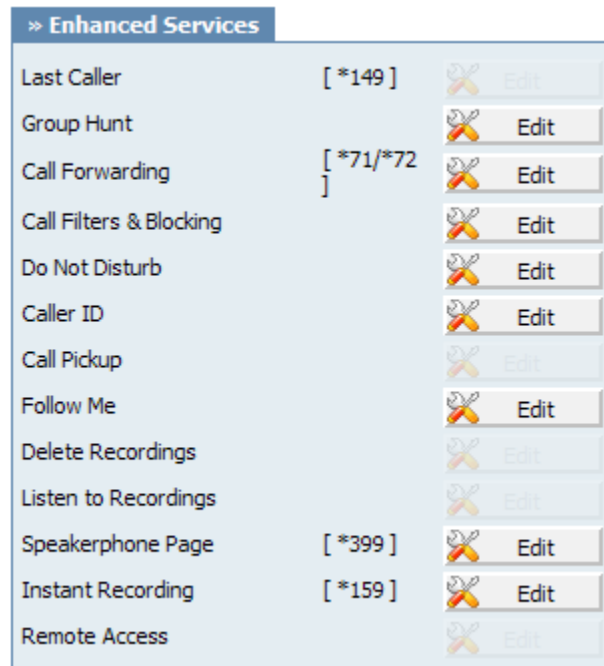 » Enhanced Services
Last Caller [ *149 ] Edit
Group Hunt Edit
Call Forwarding [ *71/*72 ] Edit
Call Filters & Blocking Edit
Do Not Disturb Edit
Caller ID Edit
Call Pickup Edit
Follow Me Edit
Delete Recordings Edit
Listen to Recordings Edit
Speakerphone Page [ *399 ] Edit
Instant Recording [ *159 ] Edit
Remote Access Edit